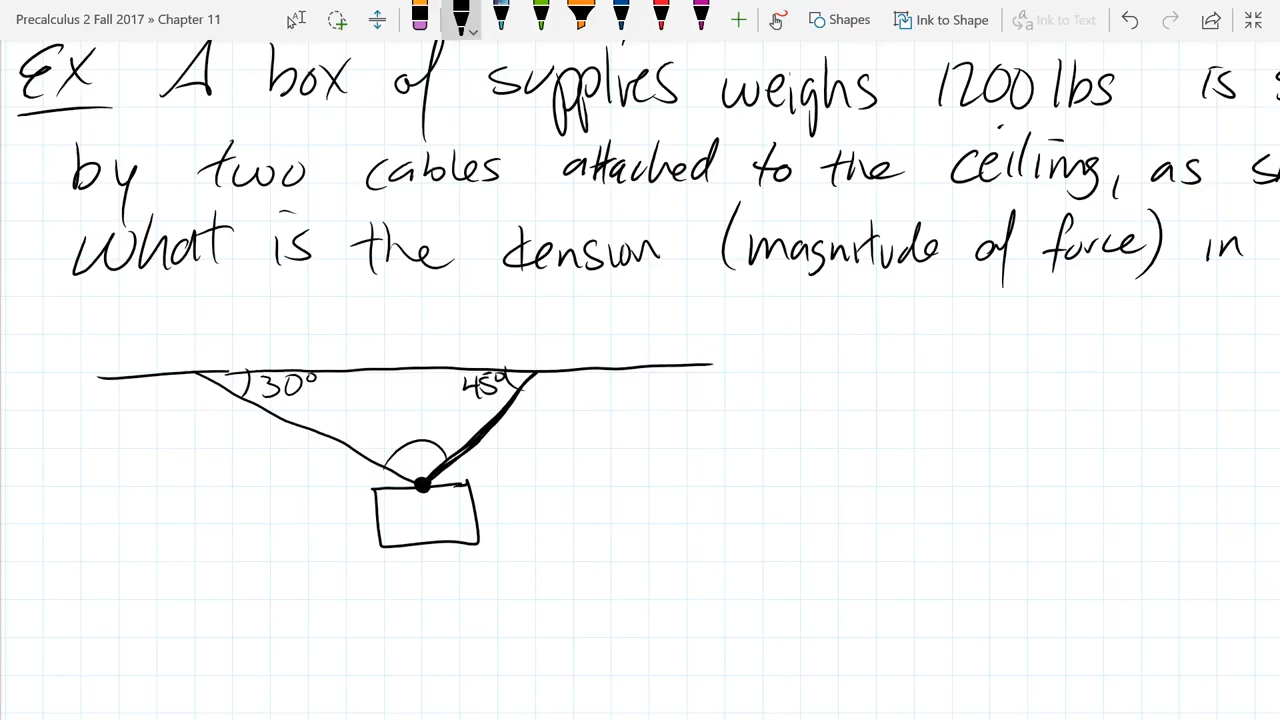 Precalculus 2 Fall 2017 » Chapter 11
Shapes
Ink to Shape
Ink to Text
Ex A box of supplies weighs 1200 lbs is
by two cables attached to the ceiling, as
What is the tension (magnitude of force) in
30° 45°